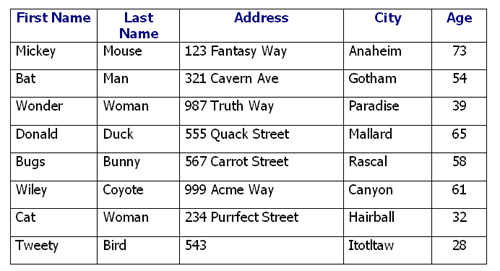 First Name Last Name Address City Age
Mickey Mouse 123 Fantasy Way Anaheim 73
Bat Man 321 Cavern Ave Gotham 54
Wonder Woman 987 Truth Way Paradise 39
Donald Duck 555 Quack Street Mallard 65
Bugs Bunny 567 Carrot Street Rascal 58
Wiley Coyote 999 Acme Way Canyon 61
Cat Woman 234 Purrfect Street Hairball 32
Tweety Bird 543 Itotltaw 28